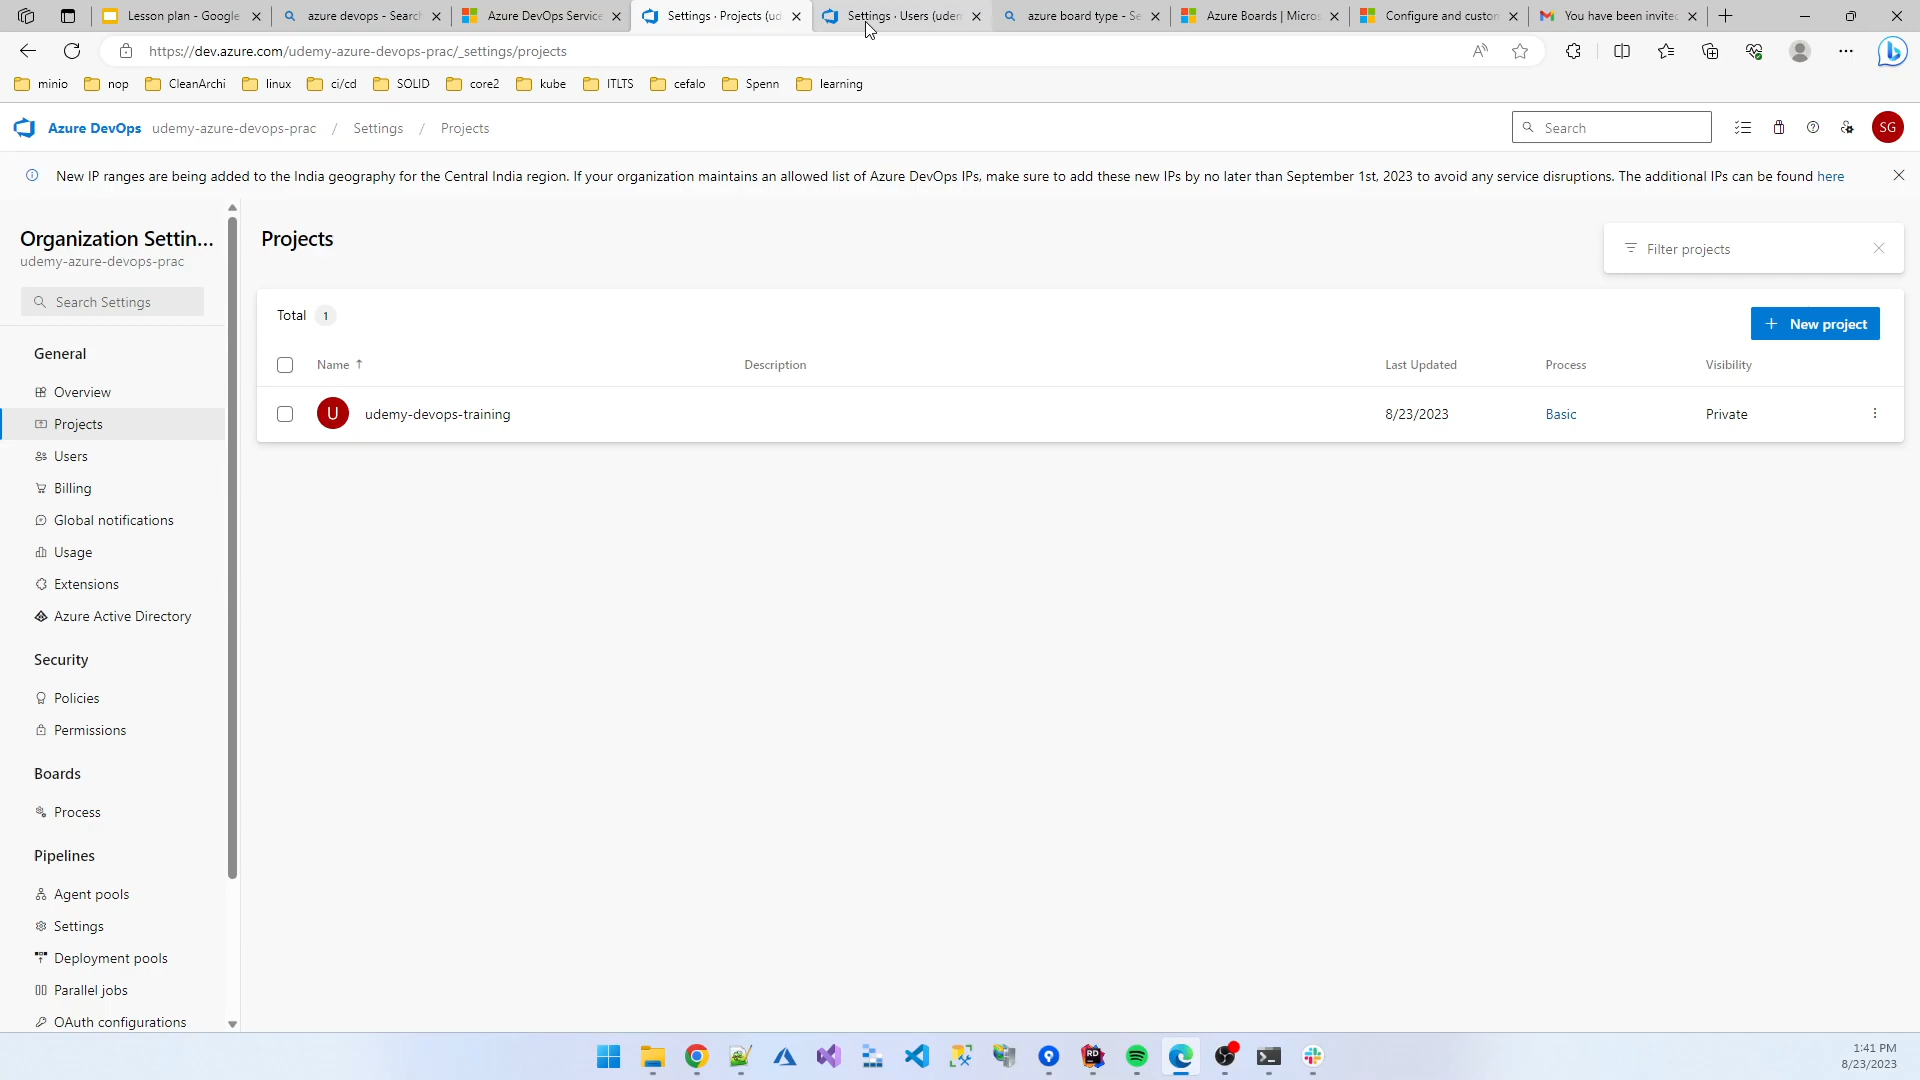 Lesson plan - Google
azure devops - Search
Azure DevOps Service
Settings · Projects (ud
Settings · Users (uden
azure board type - Se
Azure Boards | Micros
Configure and custon
You have been invited
https://dev.azure.com/udemy-azure-devops-prac/_settings/projects
minio
nop
CleanArchi
linux
ci/cd
SOLID
core2
kube
ITLTS
cefalo
Spenn
learning
Azure DevOps udemy-azure-devops-prac / Settings / Projects
Search
SG
New IP ranges are being added to the India geography for the Central India region. If your organization maintains an allowed list of Azure DevOps IPs, make sure to add these new IPs by no later than September 1st, 2023 to avoid any service disruptions. The additional IPs can be found here
Organization Settin...
udemy-azure-devops-prac
Search Settings
General
Overview
Projects
Users
Billing
Global notifications
Usage
Extensions
Azure Active Directory
Security
Policies
Permissions
Boards
Process
Pipelines
Agent pools
Settings
Deployment pools
Parallel jobs
OAuth configurations
Projects
Filter projects
Total 1
New project
Name ↑ Description Last Updated Process Visibility
U udemy-devops-training 8/23/2023 Basic Private
1:41 PM
8/23/2023